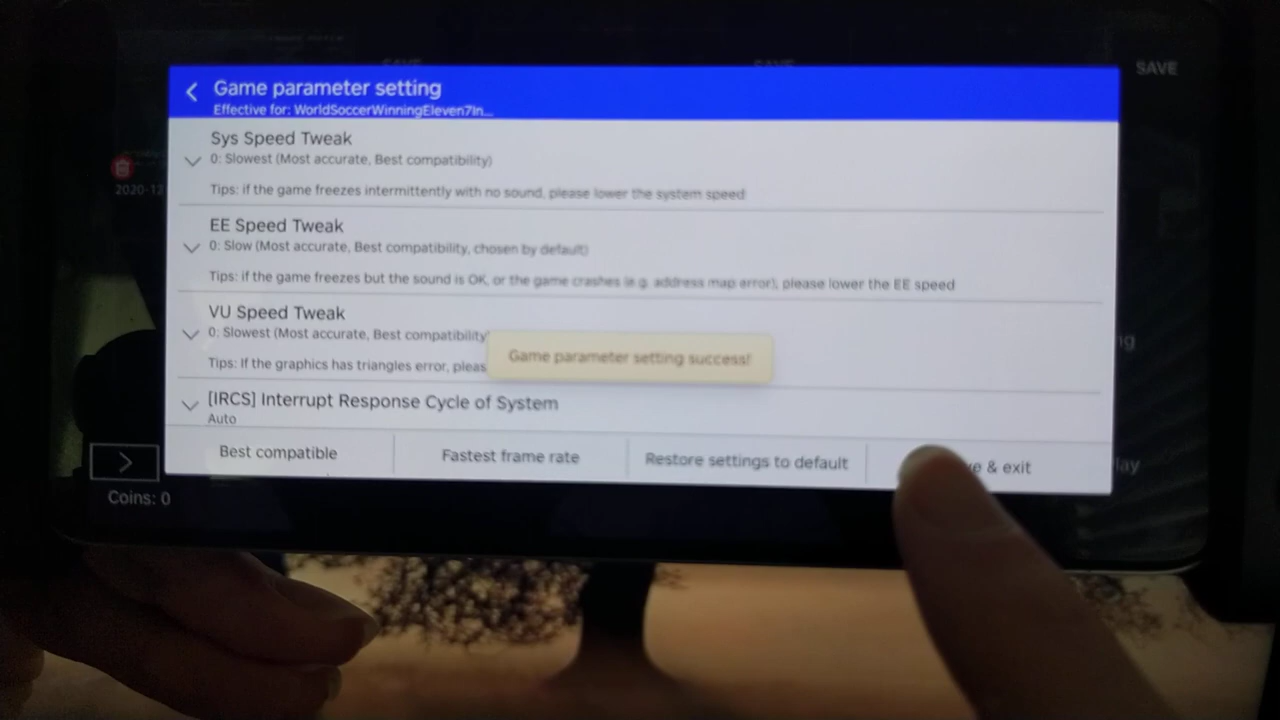 SAVE
Game parameter setting
Effective for: WorldSoccerWinningEleven7In...
Sys Speed Tweak
0: Slowest (Most accurate, Best compatibility)
Tips: if the game freezes intermittently with no sound, please lower the system speed
2020-12
EE Speed Tweak
0: Slow (Most accurate, Best compatibility, chosen by default)
Tips: if the game freezes but the sound is OK, or the game crashes (e.g. address map error), please lower the EE speed
VU Speed Tweak
0: Slowest (Most accurate, Best compatibility
Tips: If the graphics has triangles error, pleas
Game parameter setting success!
[IRCS] Interrupt Response Cycle of System
Auto
Best compatible
Fastest frame rate
Restore settings to default
& exit
Coins: 0